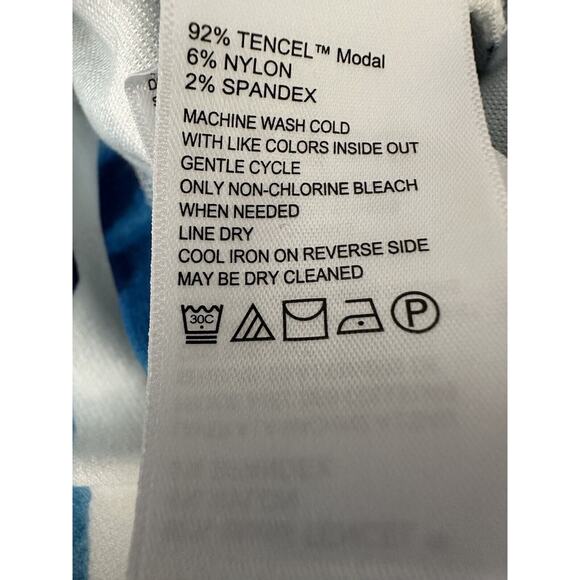 92% TENCEL™ Modal
6% NYLON
2% SPANDEX
MACHINE WASH COLD
WITH LIKE COLORS INSIDE OUT
GENTLE CYCLE
ONLY NON-CHLORINE BLEACH
WHEN NEEDED
LINE DRY
COOL IRON ON REVERSE SIDE
MAY BE DRY CLEANED
30C P